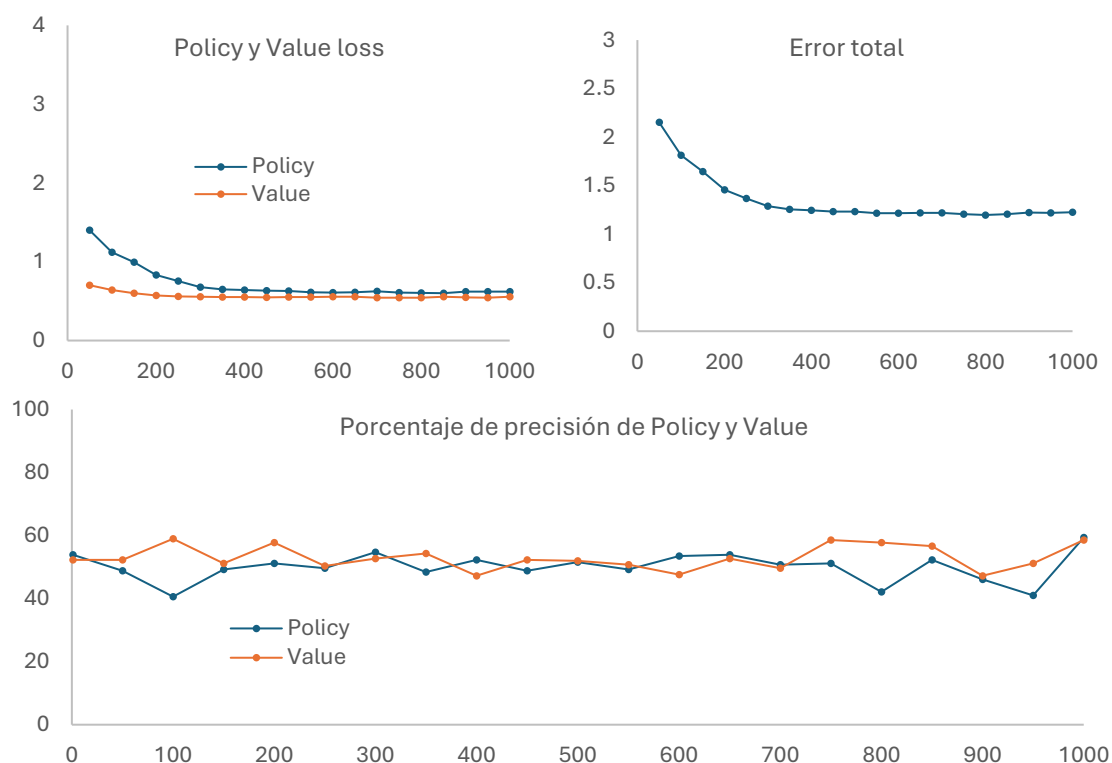 Policy y Value loss
4
3
2
1
0
Policy
Value
0 200 400 600 800 1000
Error total
3
2.5
2
1.5
1
0.5
0
0 200 400 600 800 1000
Porcentaje de precisión de Policy y Value
100
80
60
40
20
0
Policy
Value
0 100 200 300 400 500 600 700 800 900 1000